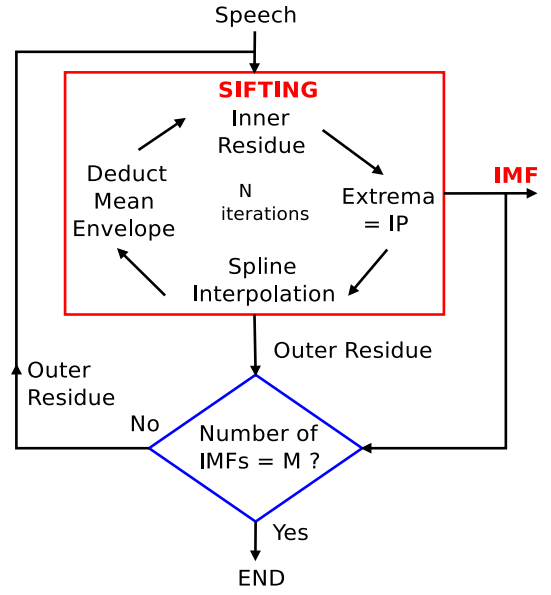 Speech
SIFTING
Inner
Residue
Deduct
Mean
Envelope
N
iterations
Extrema
= IP
IMF
Spline
Interpolation
Outer Residue
Outer
Residue
No
Number of
IMFs = M ?
Yes
END